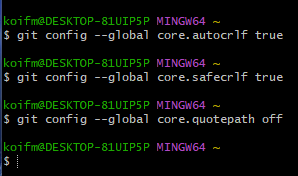 koifm@DESKTOP-81UIP5P MINGW64 ~
$ git config --global core.autocrlf true
koifm@DESKTOP-81UIP5P MINGW64 ~
$ git config --global core.safecrlf true
koifm@DESKTOP-81UIP5P MINGW64 ~
$ git config --global core.quotepath off
koifm@DESKTOP-81UIP5P MINGW64 ~
$